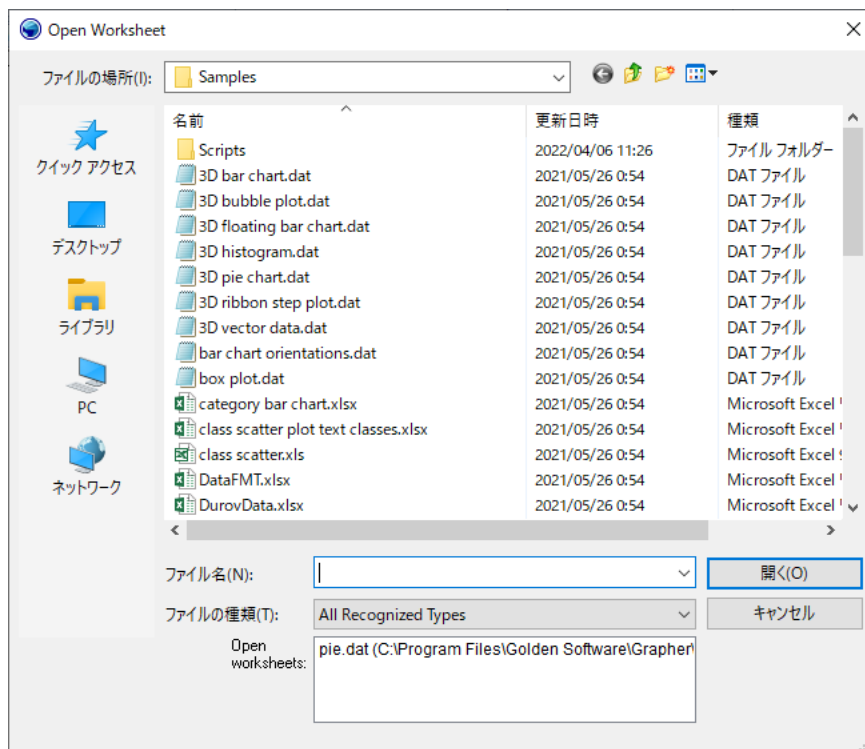 Open Worksheet
ファイルの場所(I): Samples
名前 更新日時 種類
Scripts 2022/04/06 11:26 ファイル フォルダー
3D bar chart.dat 2021/05/26 0:54 DAT ファイル
3D bubble plot.dat 2021/05/26 0:54 DAT ファイル
3D floating bar chart.dat 2021/05/26 0:54 DAT ファイル
3D histogram.dat 2021/05/26 0:54 DAT ファイル
3D pie chart.dat 2021/05/26 0:54 DAT ファイル
3D ribbon step plot.dat 2021/05/26 0:54 DAT ファイル
3D vector data.dat 2021/05/26 0:54 DAT ファイル
bar chart orientations.dat 2021/05/26 0:54 DAT ファイル
box plot.dat 2021/05/26 0:54 DAT ファイル
category bar chart.xlsx 2021/05/26 0:54 Microsoft Excel
class scatter plot text classes.xlsx 2021/05/26 0:54 Microsoft Excel
class scatter.xls 2021/05/26 0:54 Microsoft Excel
DataFMT.xlsx 2021/05/26 0:54 Microsoft Excel
DurovData.xlsx 2021/05/26 0:54 Microsoft Excel
クイック アクセス
デスクトップ
ライブラリ
PC
ネットワーク
ファイル名(N): 開く(O)
ファイルの種類(T): All Recognized Types キャンセル
Open
worksheets: pie.dat (C:\Program Files\Golden Software\Grapher\